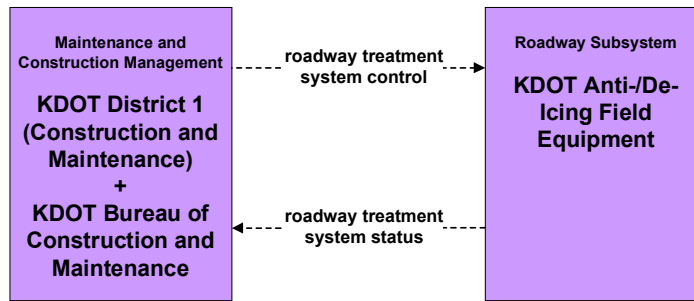 Maintenance and
Construction Management
KDOT District 1
(Construction and
Maintenance)
+
KDOT Bureau of
Construction and
Maintenance
roadway treatment
system control
roadway treatment
system status
Roadway Subsystem
KDOT Anti-/De-
Icing Field
Equipment